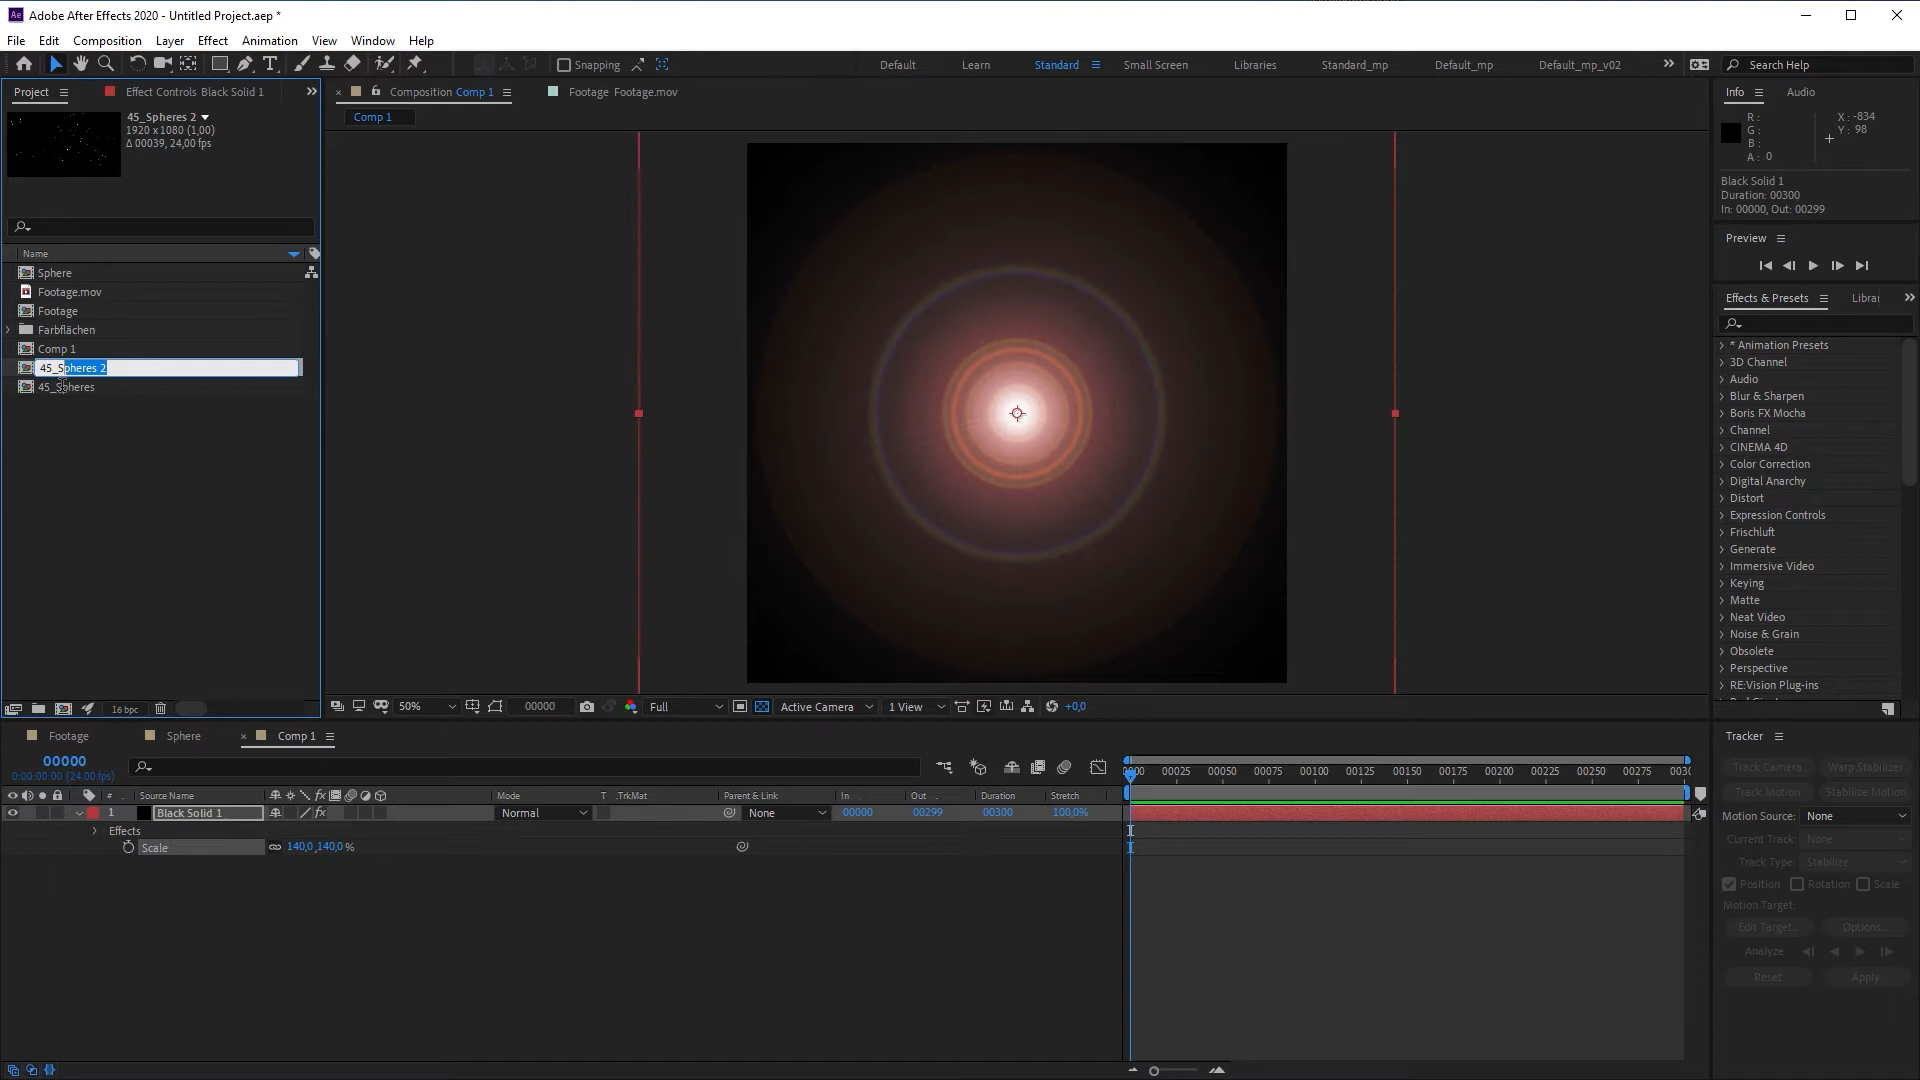 Adobe After Effects 2020 - Untitled Project.aep *
File Edit Composition Layer Effect Animation View Window Help
Snapping Default Learn Standard Small Screen Libraries Standard_mp Default_mp Default_mp_v02 Search Help
Project Effect Controls Black Solid 1
45_Spheres 2
1920 x 1080 (1,00)
Δ 00039, 24,00 fps
Name
Sphere
Footage.mov
Footage
Farbflächen
Comp 1
45_Spheres 2
45_Spheres
16 bpc
Composition Comp 1 Footage Footage.mov
Comp 1
50% 00000 Full Active Camera 1 View +0,0
Info Audio
R :
G :
B :
A : 0
X : -834
Y : 98
Black Solid 1
Duration: 00300
In: 00000, Out: 00299
Preview
Effects & Presets Librar
* Animation Presets
3D Channel
Audio
Blur & Sharpen
Boris FX Mocha
Channel
CINEMA 4D
Color Correction
Digital Anarchy
Distort
Expression Controls
Frischluft
Generate
Immersive Video
Keying
Matte
Neat Video
Noise & Grain
Obsolete
Perspective
RE:Vision Plug-ins
Footage Sphere Comp 1
00000
0:00:00:00 (24.00 fps)
00025 00050 00075 00100 00125 00150 00175 00200 00225 00250 00275
# Source Name Mode T .TrkMat Parent & Link In Out Duration Stretch
1 Black Solid 1 Normal None 00000 00299 00300 100,0%
Effects
Scale 140,0 ,140,0 %
Tracker
Track Camera Warp Stabilizer
Track Motion Stabilize Motion
Motion Source: None
Current Track: None
Track Type: Stabilize
Position Rotation Scale
Motion Target:
Edit Target... Options...
Analyze:
Reset Apply